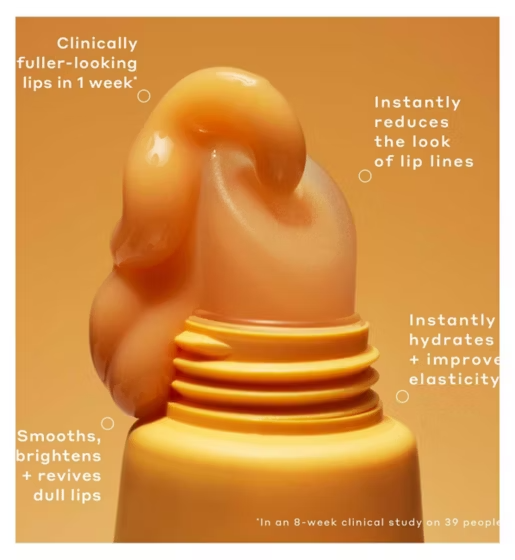 Clinically
fuller-looking
lips in 1 week*
Instantly
reduces
the look
of lip lines
Instantly
hydrates
+ improve
elasticity
Smooths,
brightens
+ revives
dull lips
*In an 8-week clinical study on 39 people